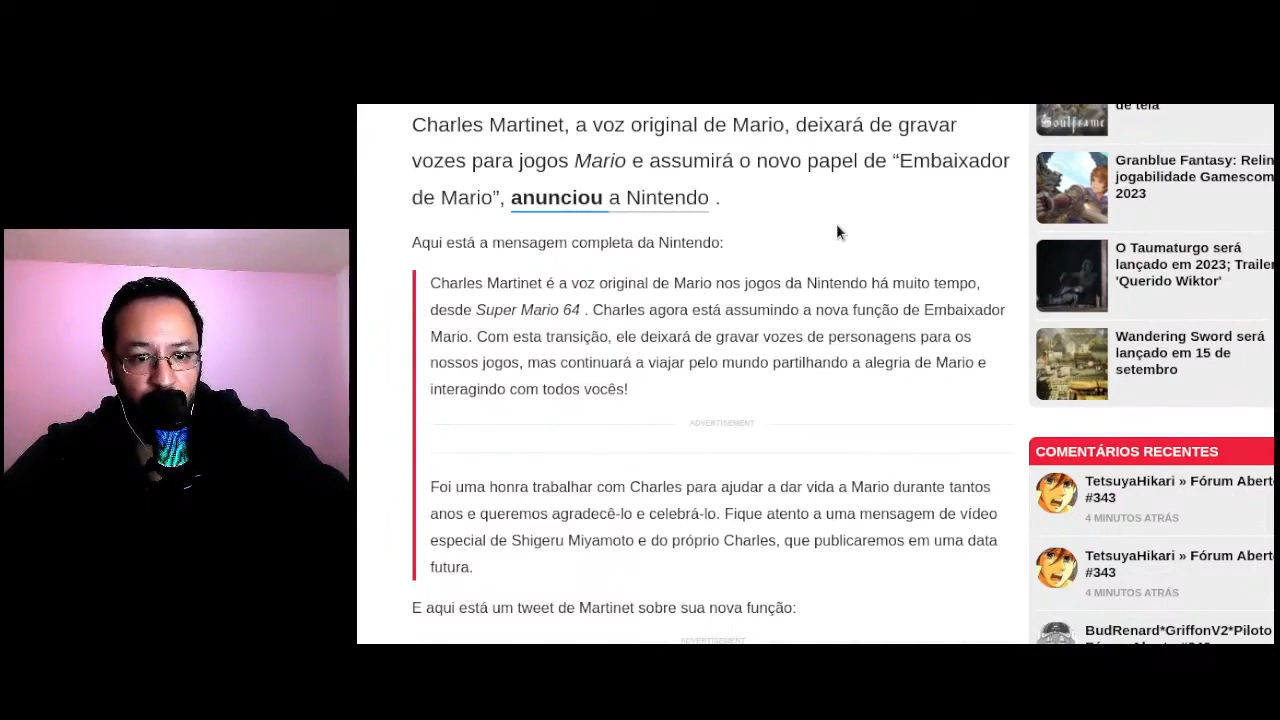 Charles Martinet, a voz original de Mario, deixará de gravar
vozes para jogos Mario e assumirá o novo papel de “Embaixador
de Mario”, anunciou a Nintendo .
Aqui está a mensagem completa da Nintendo:
Charles Martinet é a voz original de Mario nos jogos da Nintendo há muito tempo,
desde Super Mario 64 . Charles agora está assumindo a nova função de Embaixador
Mario. Com esta transição, ele deixará de gravar vozes de personagens para os
nossos jogos, mas continuará a viajar pelo mundo partilhando a alegria de Mario e
interagindo com todos vocês!
ADVERTISEMENT
Foi uma honra trabalhar com Charles para ajudar a dar vida a Mario durante tantos
anos e queremos agradecê-lo e celebrá-lo. Fique atento a uma mensagem de vídeo
especial de Shigeru Miyamoto e do próprio Charles, que publicaremos em uma data
futura.
E aqui está um tweet de Martinet sobre sua nova função:
ADVERTISEMENT
de tela
Soulframe
Granblue Fantasy: Relin
jogabilidade Gamescom
2023
O Taumaturgo será
lançado em 2023; Trailer
'Querido Wiktor'
Wandering Sword será
lançado em 15 de
setembro
COMENTÁRIOS RECENTES
TetsuyaHikari » Fórum Abert
#343
4 MINUTOS ATRÁS
TetsuyaHikari » Fórum Abert
#343
4 MINUTOS ATRÁS
BudRenard*GriffonV2*Piloto